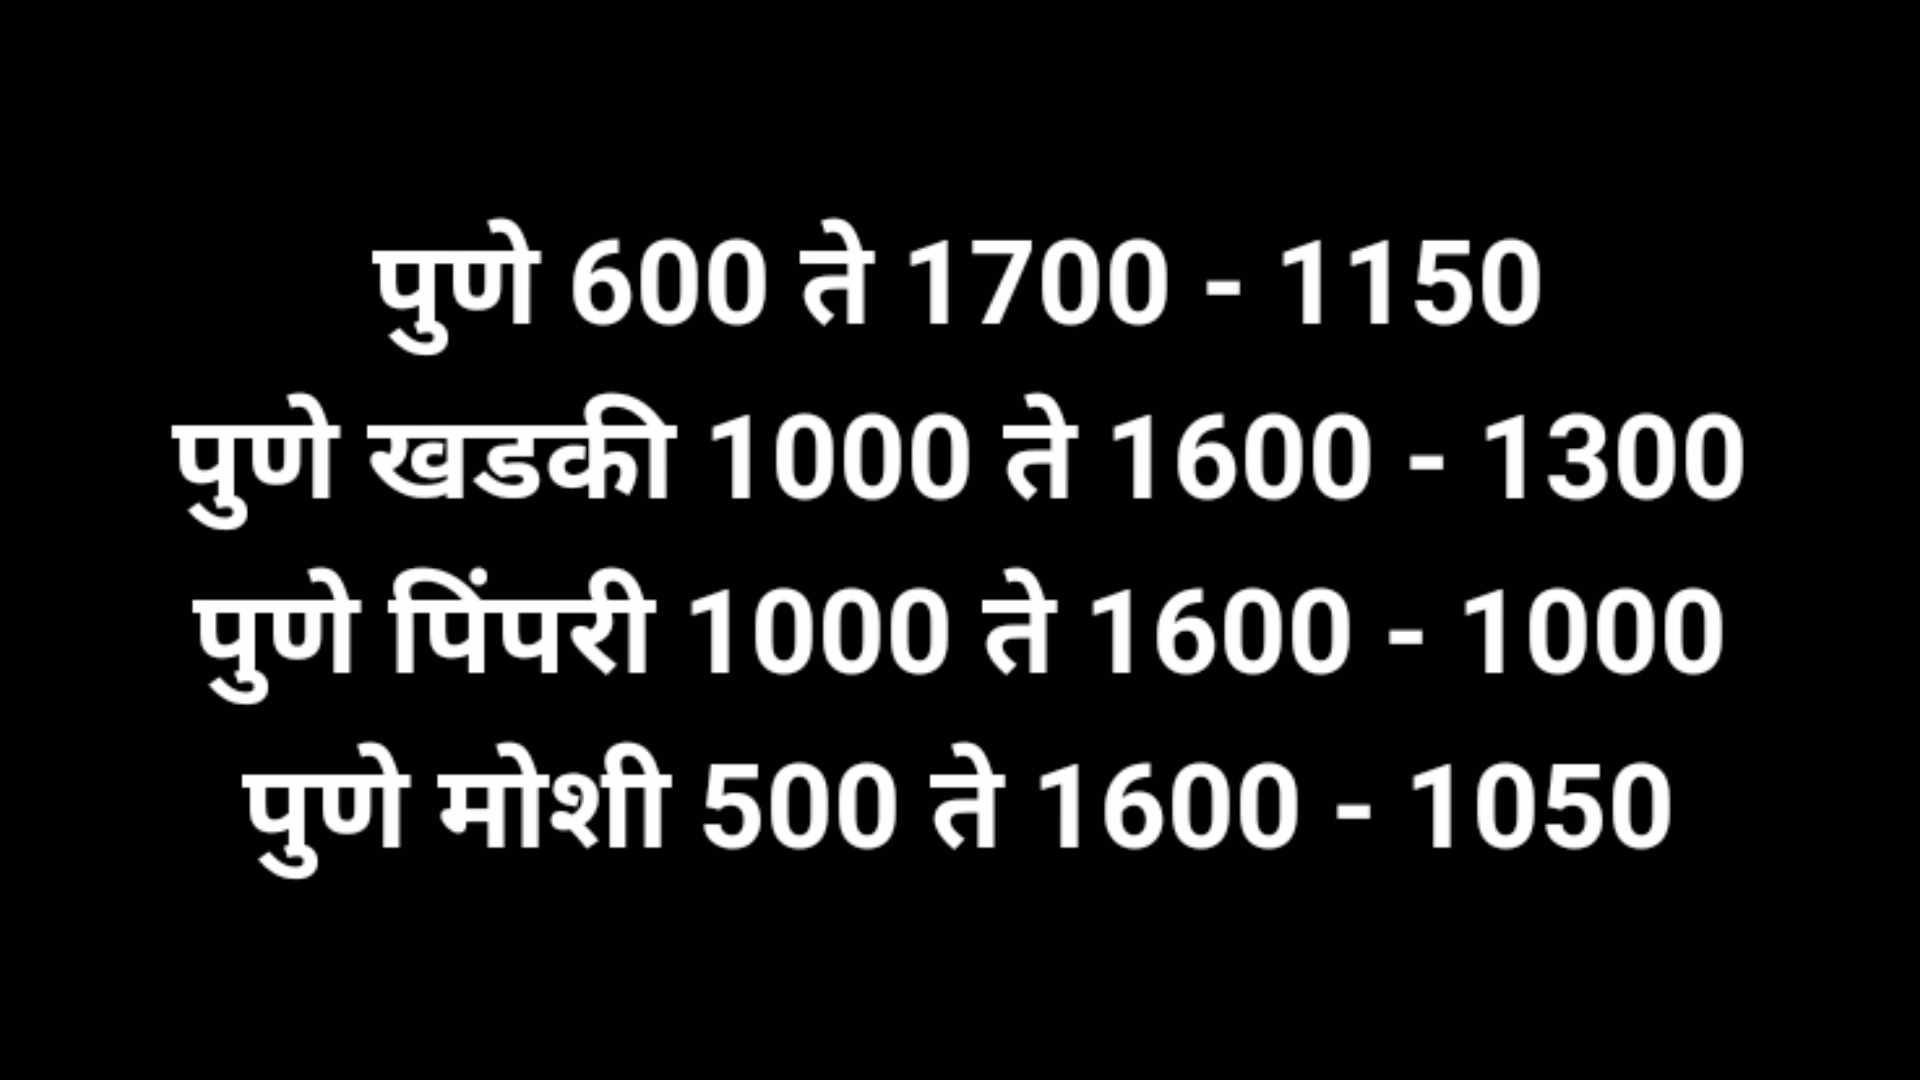 पुणे 600 ते 1700 - 1150
पुणे खडकी 1000 ते 1600 - 1300
पुणे पिंपरी 1000 ते 1600 - 1000
पुणे मोशी 500 ते 1600 - 1050